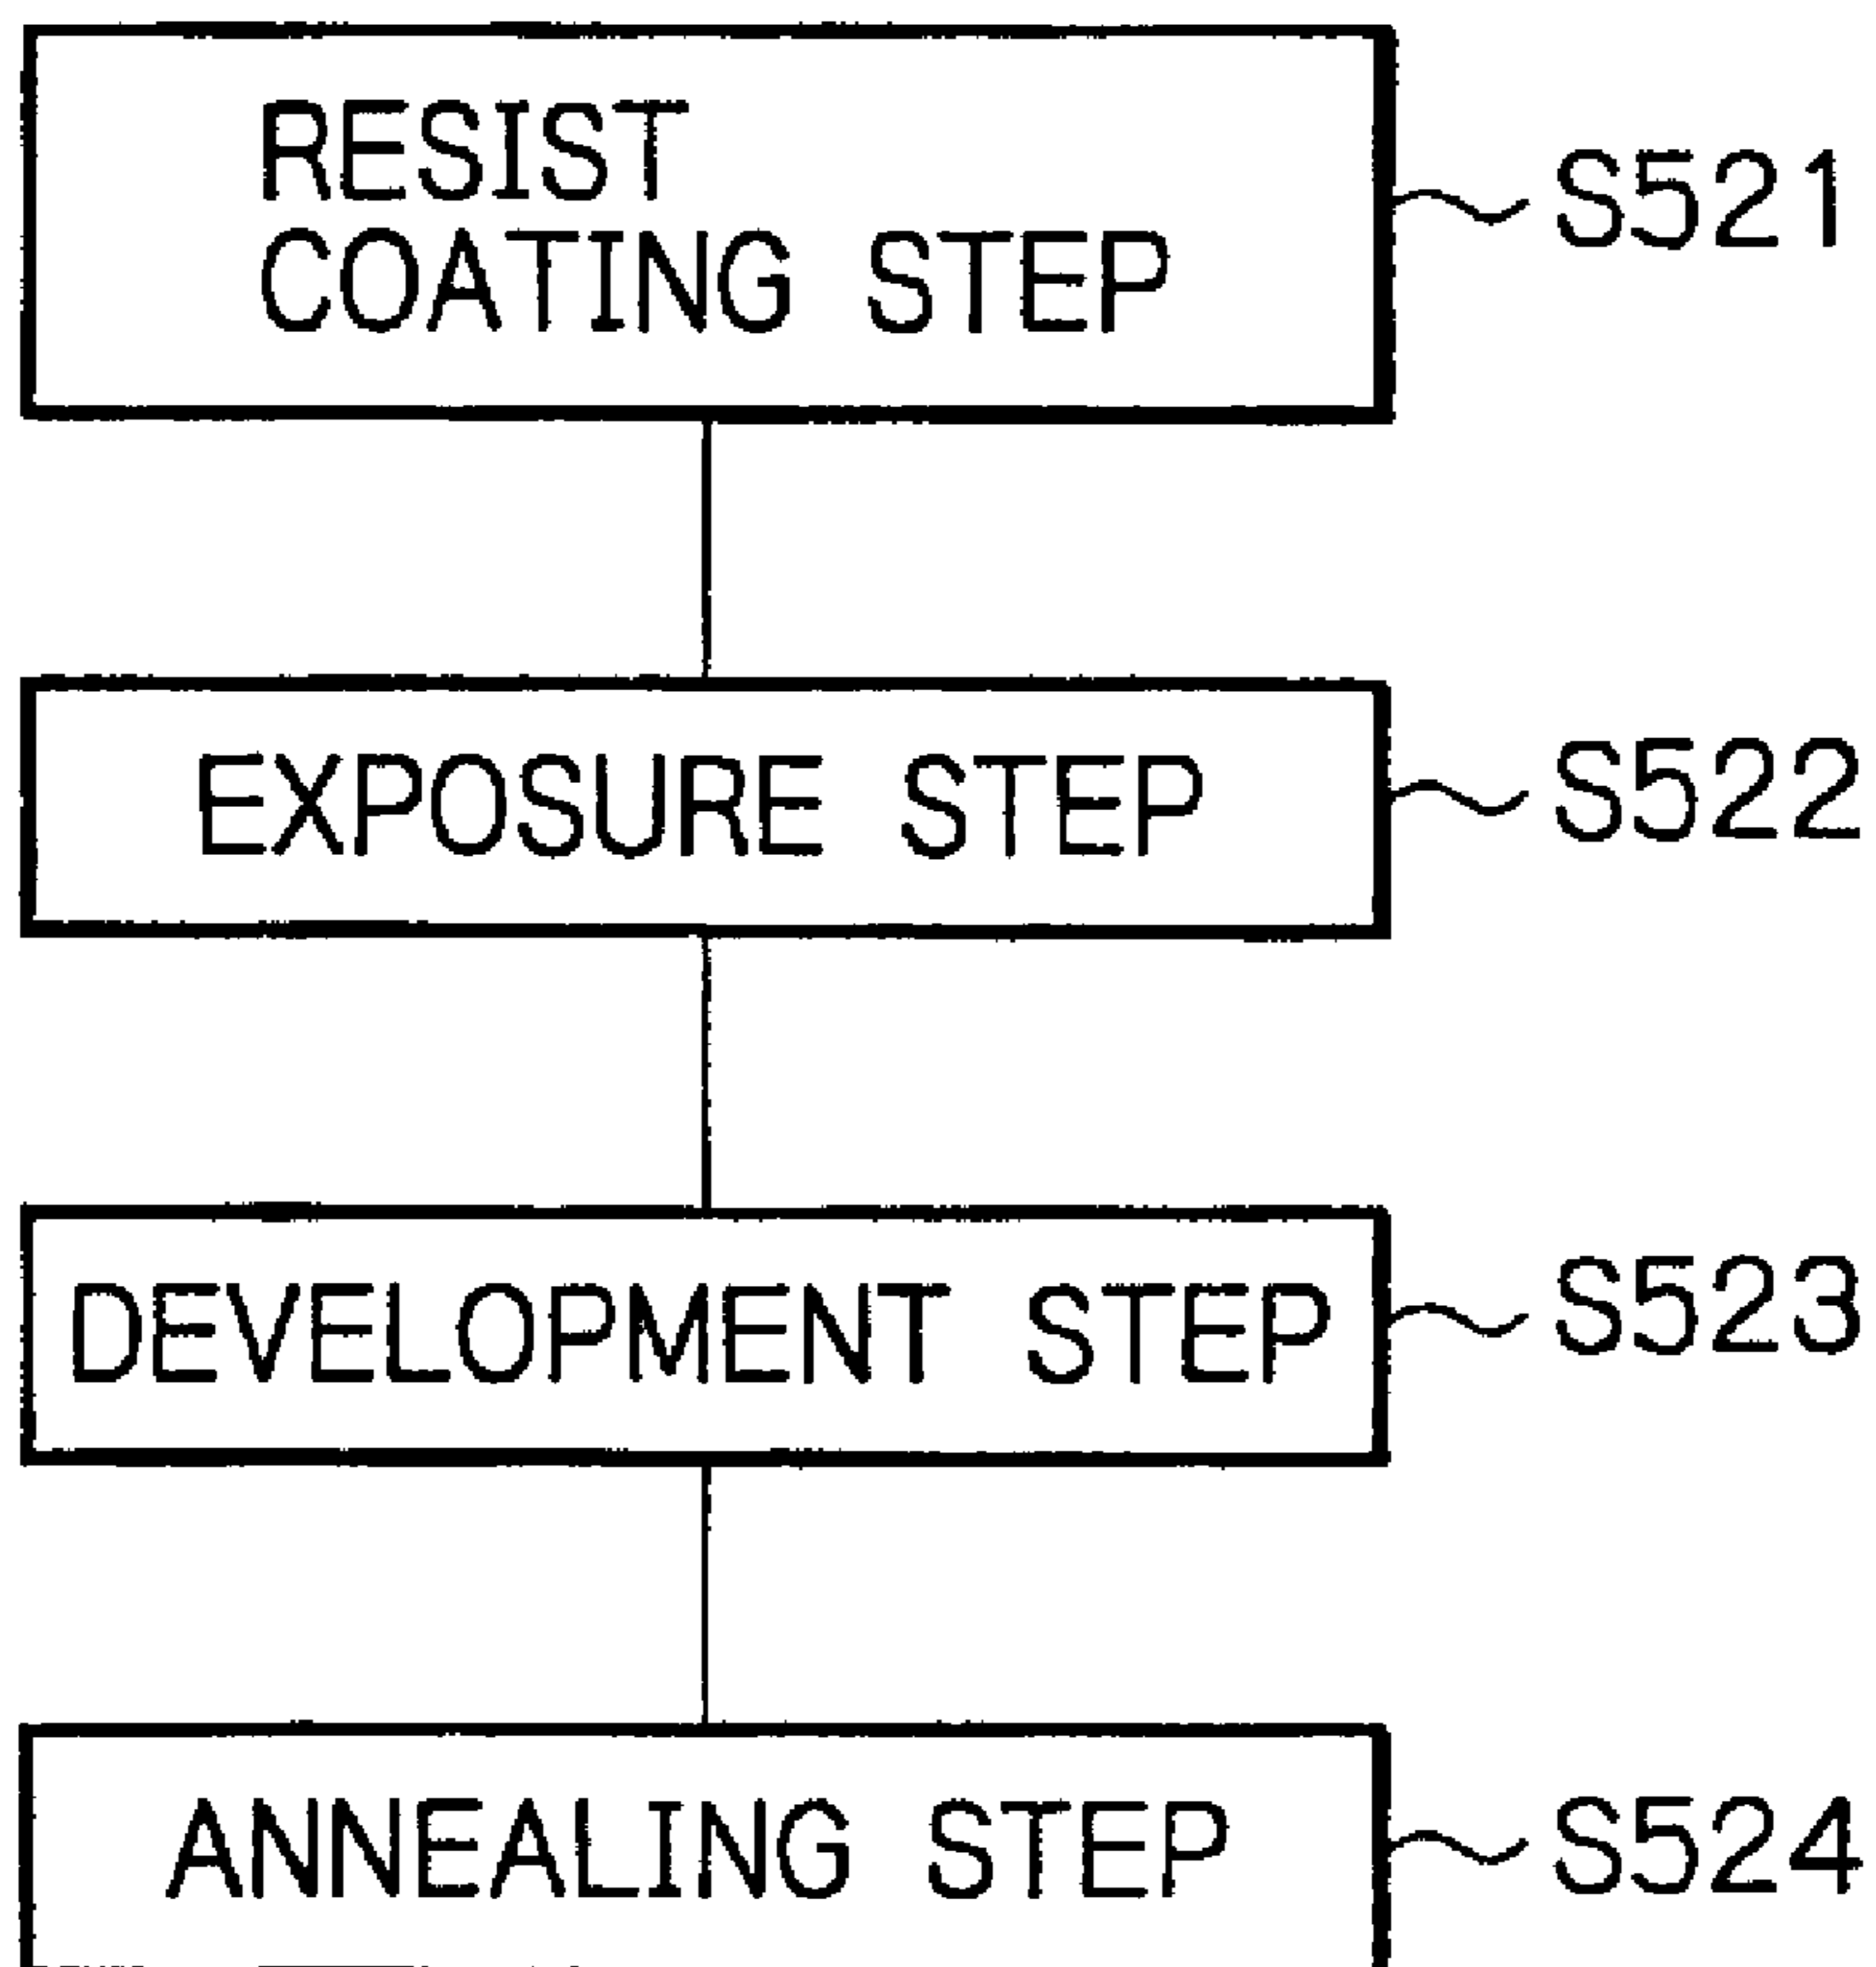 RESIST
COATING STEP
S521
EXPOSURE STEP
S522
DEVELOPMENT STEP
S523
ANNEALING STEP
S524